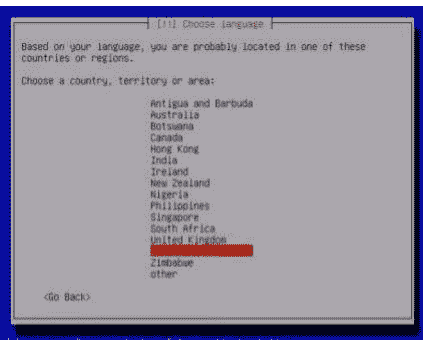 [!!] Choose language
Based on your language, you are probably located in one of these
countries or regions.
Choose a country, territory or area:
Antigua and Barbuda
Australia
Botswana
Canada
Hong Kong
India
Ireland
New Zealand
Nigeria
Philippines
Singapore
South Africa
United Kingdom
Zimbabwe
other
<Go Back>